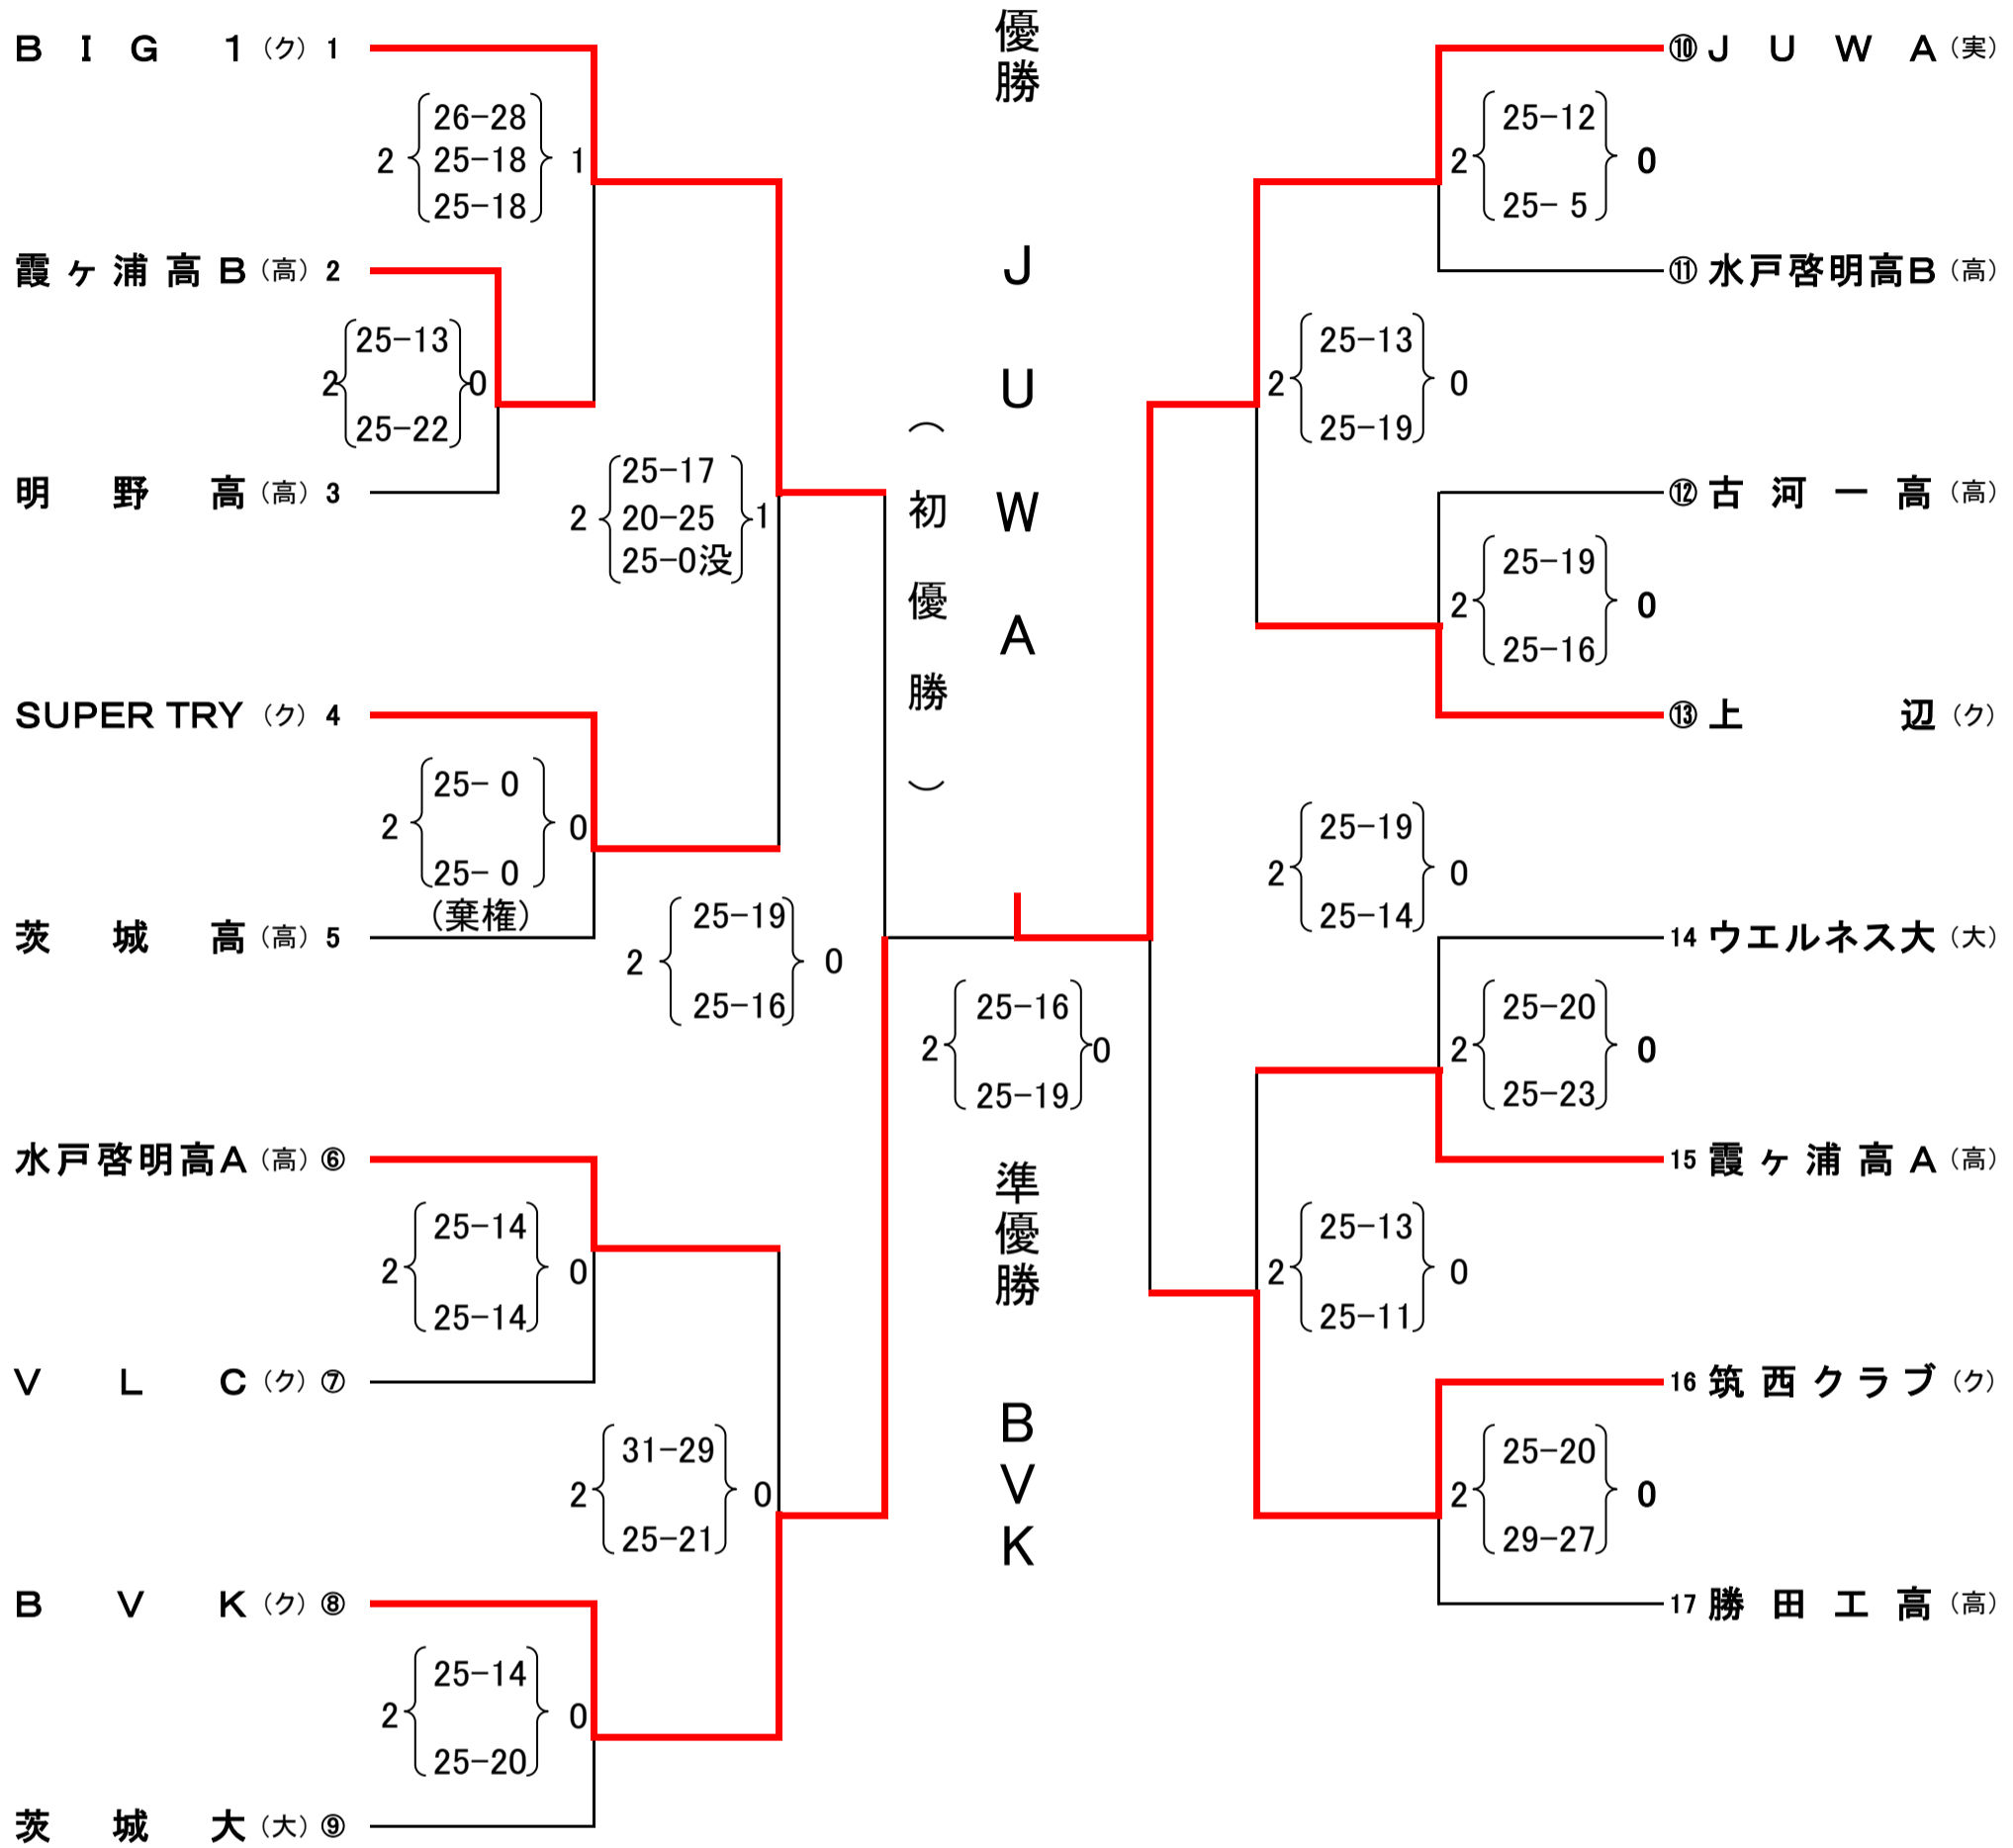 BIG 1(ク) 1
2 26-28 1
25-18
25-18
霞ヶ浦高B(高) 2
2 25-13 0
25-22
明野高(高) 3
2 25-17 1
20-25
25-0没
SUPER TRY(ク) 4
2 25- 0 0
25- 0
(棄権)
茨城高(高) 5
2 25-19 0
25-16
水戸啓明高A(高) ⑥
2 25-14 0
25-14
VLC(ク) ⑦
2 31-29 0
25-21
BVK(ク) ⑧
2 25-14 0
25-20
茨城大(大) ⑨
優勝
JUWA
(初優勝)
2 25-16 0
25-19
準優勝
BVK
⑩ JUWA(実)
2 25-12 0
25- 5
⑪ 水戸啓明高B(高)
2 25-13 0
25-19
⑫ 古河一高(高)
2 25-19 0
25-16
⑬ 上辺(ク)
2 25-19 0
25-14
14 ウエルネス大(大)
2 25-20 0
25-23
15 霞ヶ浦高A(高)
2 25-13 0
25-11
16 筑西クラブ(ク)
2 25-20 0
29-27
17 勝田工高(高)